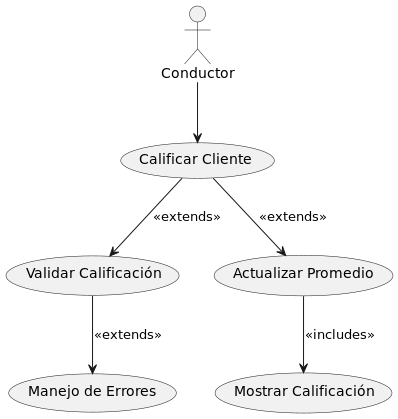 Conductor
Calificar Cliente
«extends»
«extends»
Validar Calificación
Actualizar Promedio
«extends»
«includes»
Manejo de Errores
Mostrar Calificación